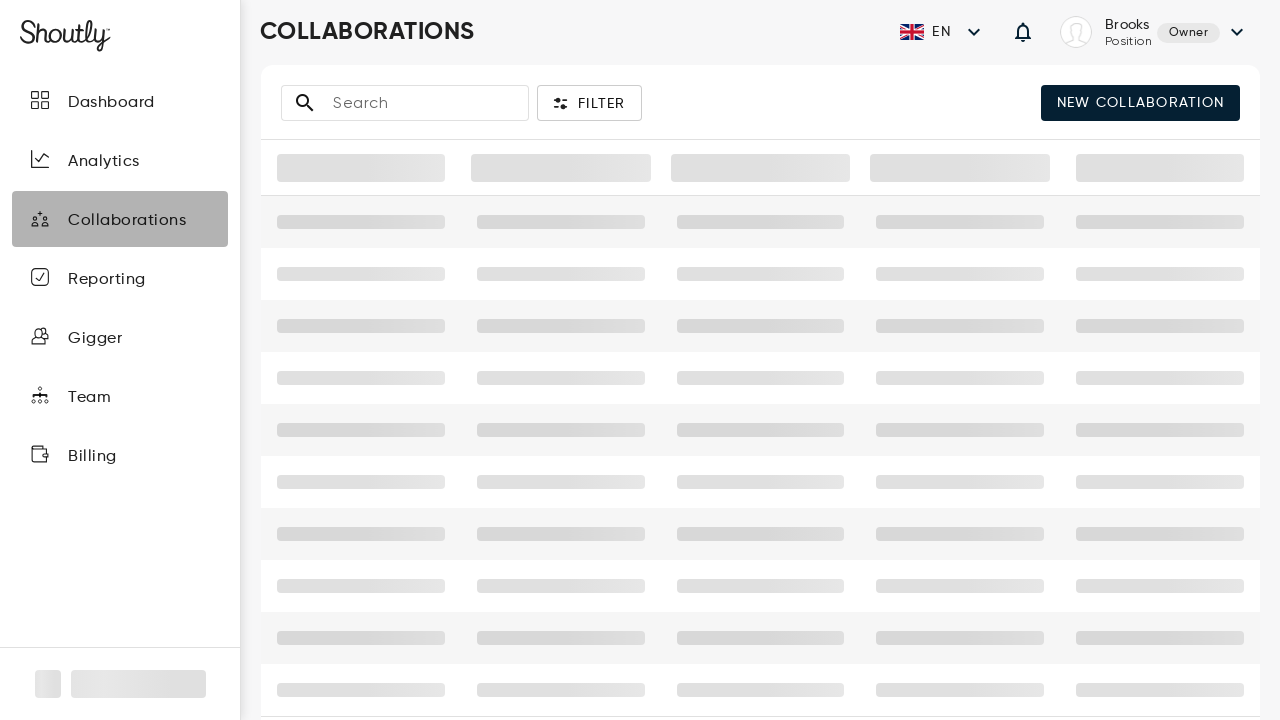 Shoutly
COLLABORATIONS
EN
Brooks
Position
Owner
Dashboard
Analytics
Collaborations
Reporting
Gigger
Team
Billing
Search
FILTER
NEW COLLABORATION